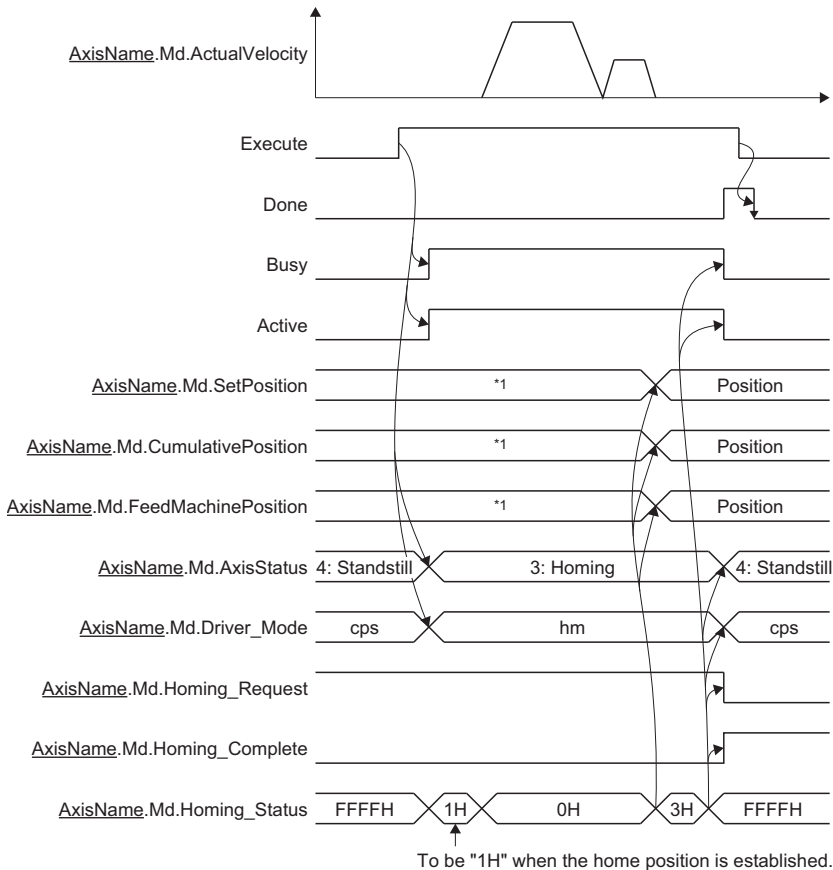 AxisName.Md.ActualVelocity
Execute
Done
Busy
Active
AxisName.Md.SetPosition *1 Position
AxisName.Md.CumulativePosition *1 Position
AxisName.Md.FeedMachinePosition *1 Position
AxisName.Md.AxisStatus 4: Standstill 3: Homing 4: Standstill
AxisName.Md.Driver_Mode cps hm cps
AxisName.Md.Homing_Request
AxisName.Md.Homing_Complete
AxisName.Md.Homing_Status FFFFH 1H 0H 3H FFFFH
To be "1H" when the home position is established.